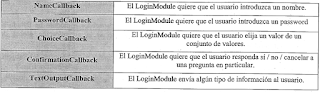 NameCallback
El LoginModule quiere que el usuario introduzca un nombre.
PasswordCallback
El LoginModule quiere que el usuario introduzca un password
ChoiceCallback
El LoginModule quiere que el usuario elija un valor de un
conjunto de valores.
ConfirmationCallback
El LoginModule quiere que el usuario responda si / no / cancelar a
una pregunta en particular.
TextOutputCallback
El LoginModule envía algún tipo de información al usuario.